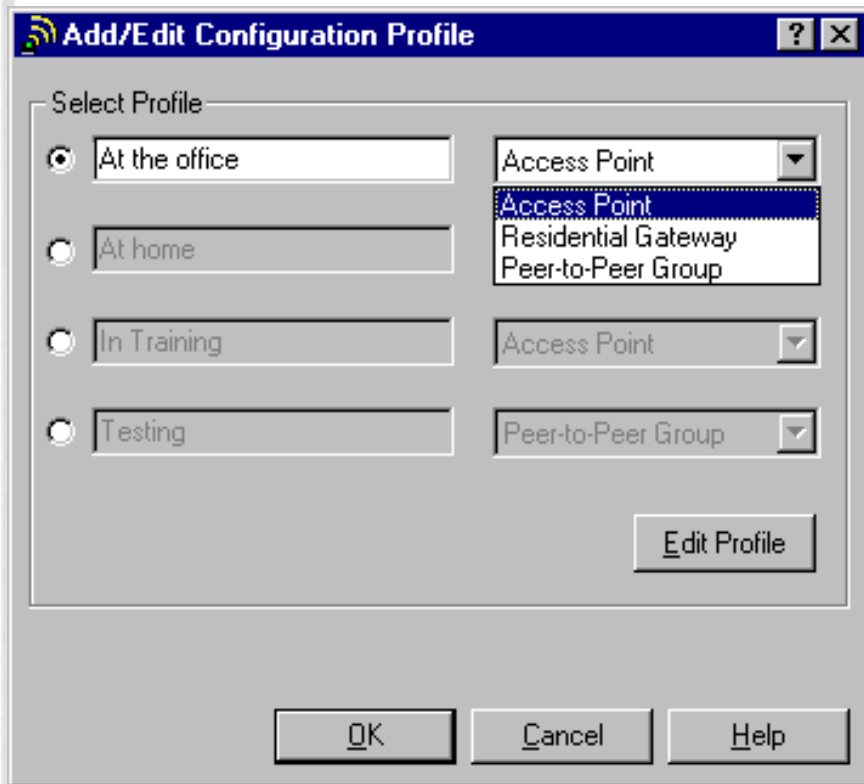 Add/Edit Configuration Profile
Select Profile
At the office
Access Point
Access Point
Residential Gateway
Peer-to-Peer Group
At home
In Training
Access Point
Testing
Peer-to-Peer Group
Edit Profile
OK
Cancel
Help